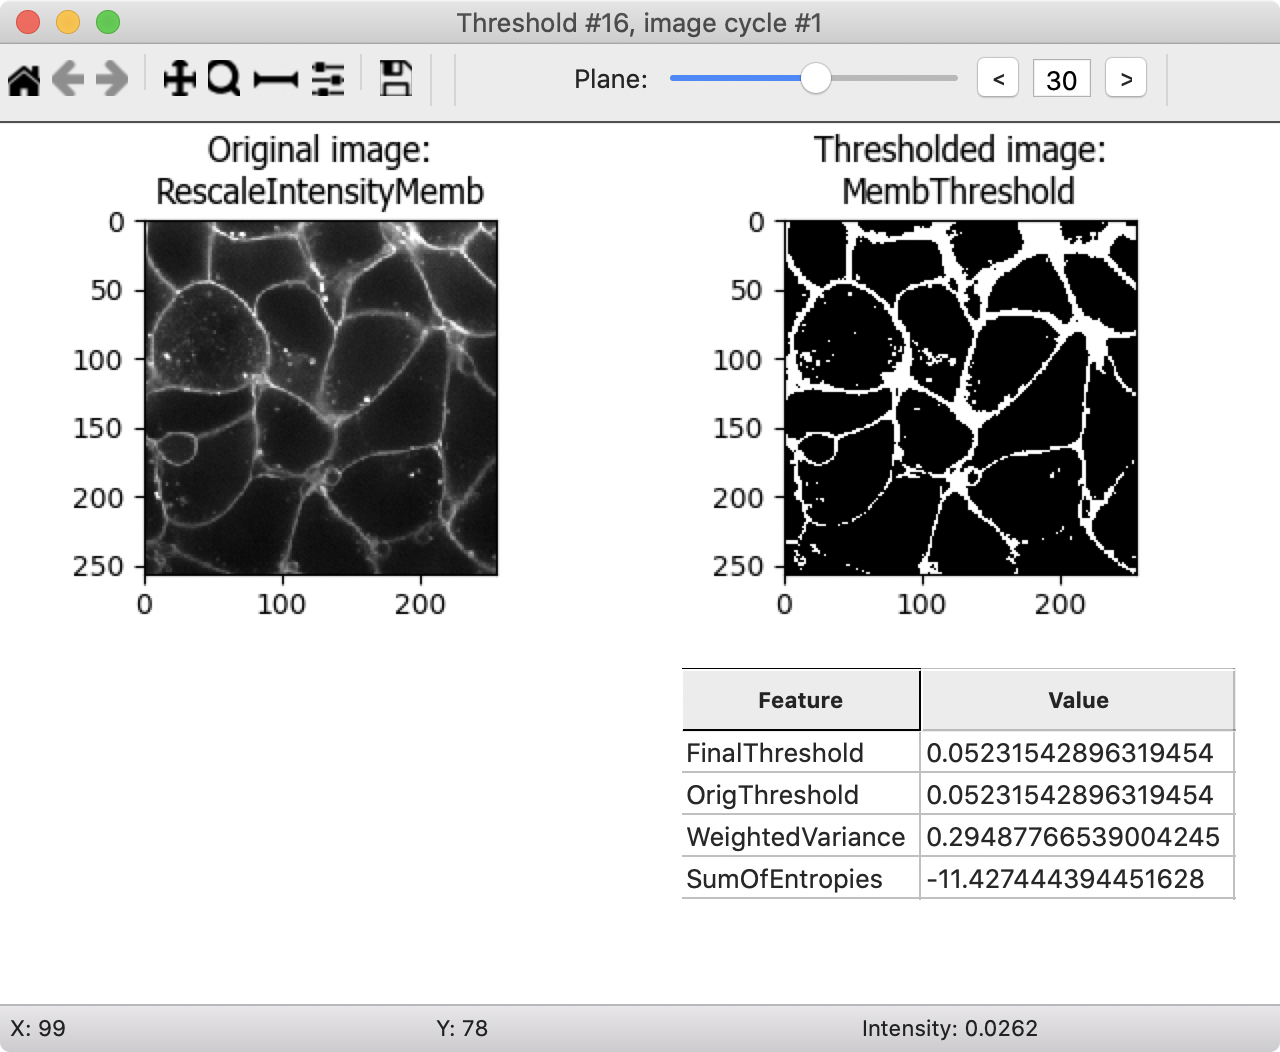 Threshold #16, image cycle #1
Plane: < 30 >
Original image:
RescaleIntensityMemb
0
50
100
150
200
250
0 100 200
Thresholded image:
MembThreshold
0
50
100
150
200
250
0 100 200
Feature Value
FinalThreshold 0.05231542896319454
OrigThreshold 0.05231542896319454
WeightedVariance 0.29487766539004245
SumOfEntropies -11.427444394451628
X: 99 Y: 78 Intensity: 0.0262